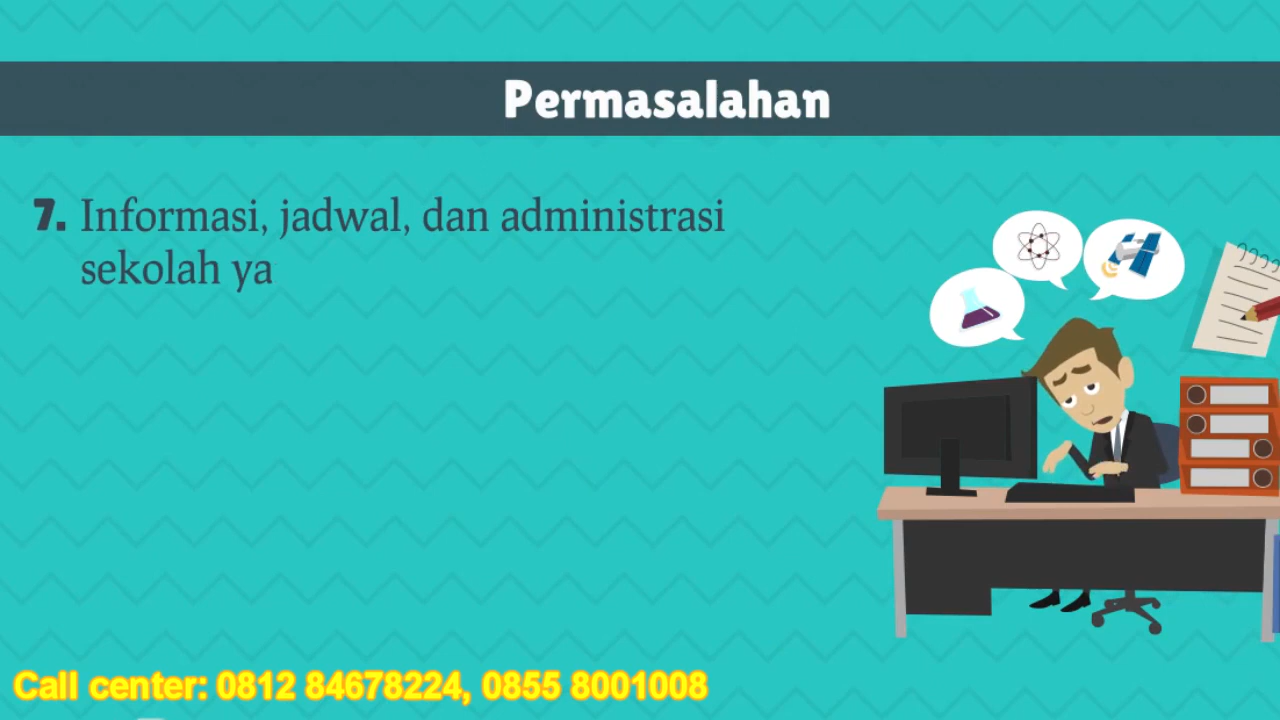 Permasalahan
7. Informasi, jadwal, dan administrasi
sekolah ya
Call center: 0812 84678224, 0855 8001008